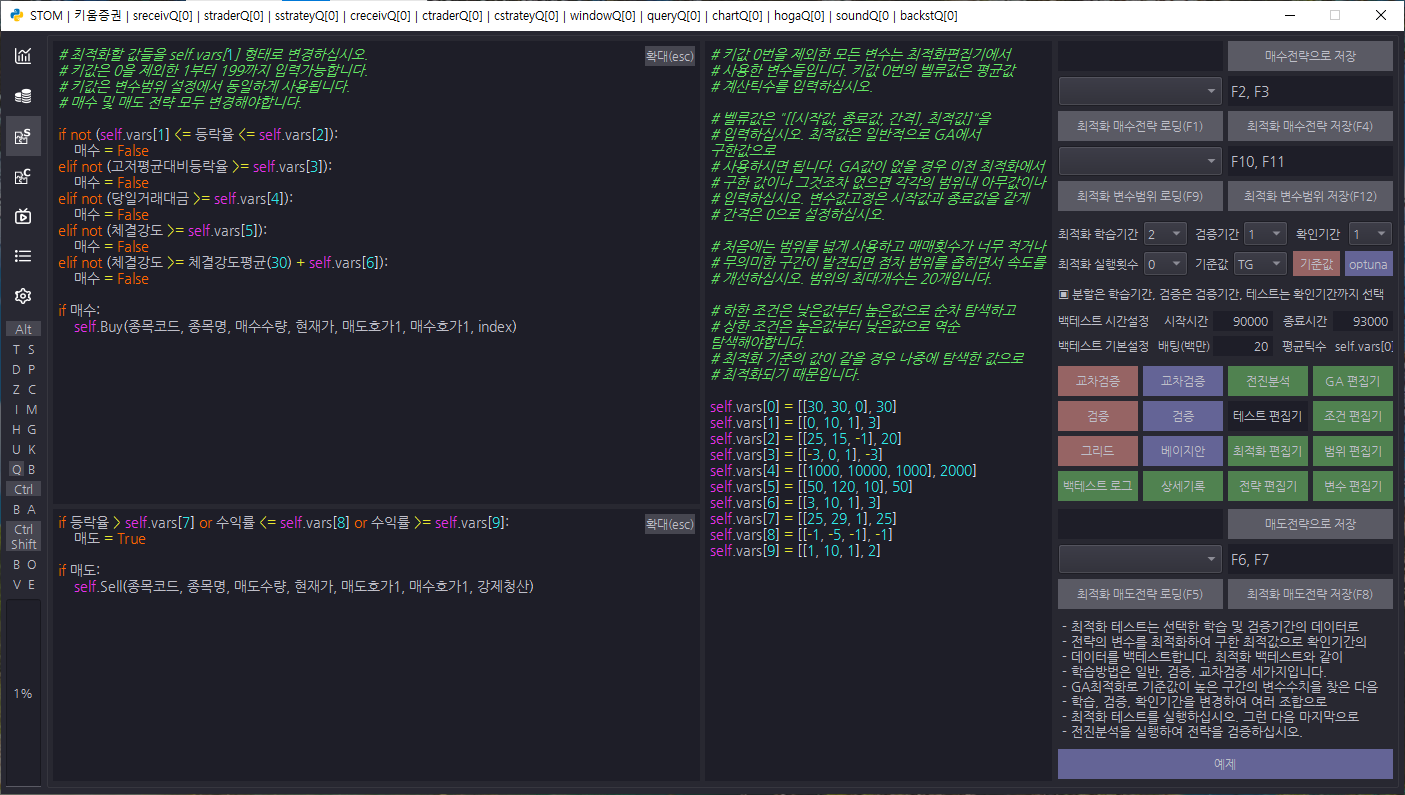 STOM | 키움증권 | sreceivQ[0] | straderQ[0] | sstrateyQ[0] | creceivQ[0] | ctraderQ[0] | cstrateyQ[0] | windowQ[0] | queryQ[0] | chartQ[0] | hogaQ[0] | soundQ[0 | backstQ[0]
Alt
T S
D P
Z C
I M
H G
U K
Q B
Ctrl
B A
Ctrl
Shift
B O
V E
1%
# 최적화할 값들을 self.vars[1] 형태로 변경하십시오.
# 키값은 0을 제외한 1부터 199까지 입력가능합니다.
# 키값은 변수범위 설정에서 동일하게 사용됩니다.
# 매수 및 매도 전략 모두 변경해야합니다.
if not (self.vars[1] <= 등락율 <= self.vars[2]):
매수 = False
elif not (고저평균대비등락율 >= self.vars[3]):
매수 = False
elif not (당일거래대금 >= self.vars[4]):
매수 = False
elif not (체결강도 >= self.vars[5]):
매수 = False
elif not (체결강도 >= 체결강도평균(30) + self.vars[6]):
매수 = False
if 매수:
self.Buy(종목코드, 종목명, 매수수량, 현재가, 매도호가1, 매수호가1, index)
확대(esc)
if 등락율 > self.vars[7] or 수익률 <= self.vars[8] or 수익률 >= self.vars[9]:
매도 = True
if 매도:
self.Sell(종목코드, 종목명, 매도수량, 현재가, 매도호가1, 매수호가1, 강제청산)
확대(esc)
# 키값 0번을 제외한 모든 변수는 최적화편집기에서
# 사용한 변수들입니다. 키값 0번의 벨류값은 평균값
# 계산틱수를 입력하십시오.
# 벨류값은 "[[시작값, 종료값, 간격], 최적값]"을
# 입력하십시오. 최적값은 일반적으로 GA에서
구한값으로
# 사용하시면 됩니다. GA값이 없을 경우 이전 최적화에서
# 구한 값이나 그것조차 없으면 각각의 범위내 아무값이나
# 입력하십시오. 변수값고정은 시작값과 종료값을 같게
# 간격은 0으로 설정하십시오.
# 처음에는 범위를 넓게 사용하고 매매횟수가 너무 적거나
# 무의미한 구간이 발견되면 점차 범위를 좁히면서 속도를
# 개선하십시오. 범위의 최대개수는 20개입니다.
# 하한 조건은 낮은값부터 높은값으로 순차 탐색하고
# 상한 조건은 높은값부터 낮은값으로 역순
탐색해야합니다.
# 최적화 기준의 값이 같을 경우 나중에 탐색한 값으로
# 최적화되기 때문입니다.
self.vars[0] = [[30, 30, 0], 30]
self.vars[1] = [[0, 10, 1], 3]
self.vars[2] = [[25, 15, -1], 20]
self.vars[3] = [[-3, 0, 1], -3]
self.vars[4] = [[1000, 10000, 1000], 2000]
self.vars[5] = [[50, 120, 10], 50]
self.vars[6] = [[3, 10, 1], 3]
self.vars[7] = [[25, 29, 1], 25]
self.vars[8] = [[-1, -5, -1], -1]
self.vars[9] = [[1, 10, 1], 2]
매수전략으로 저장
F2, F3
최적화 매수전략 로딩(F1) 최적화 매수전략 저장(F4)
F10, F11
최적화 변수범위 로딩(F9) 최적화 변수범위 저장(F12)
최적화 학습기간 2 검증기간 1 확인기간 1
최적화 실행횟수 0 기준값 TG 기준값 optuna
▣ 분할은 학습기간, 검증은 검증기간, 테스트는 확인기간까지 선택
백테스트 시간설정 시작시간 90000 종료시간 93000
백테스트 기본설정 배팅(백만) 20 평균틱수 self.vars[0]
교차검증 교차검증 전진분석 GA 편집기
검증 검증 테스트 편집기 조건 편집기
그리드 베이지안 최적화 편집기 범위 편집기
백테스트 로그 상세기록 전략 편집기 변수 편집기
매도전략으로 저장
F6, F7
최적화 매도전략 로딩(F5) 최적화 매도전략 저장(F8)
- 최적화 테스트는 선택한 학습 및 검증기간의 데이터로
- 전략의 변수를 최적화하여 구한 최적값으로 확인기간의
- 데이터를 백테스트합니다. 최적화 백테스트와 같이
- 학습방법은 일반, 검증, 교차검증 세가지입니다.
- GA최적화로 기준값이 높은 구간의 변수수치를 찾은 다음
- 학습, 검증, 확인기간을 변경하여 여러 조합으로
- 최적화 테스트를 실행하십시오. 그런 다음 마지막으로
- 전진분석을 실행하여 전략을 검증하십시오.
예제